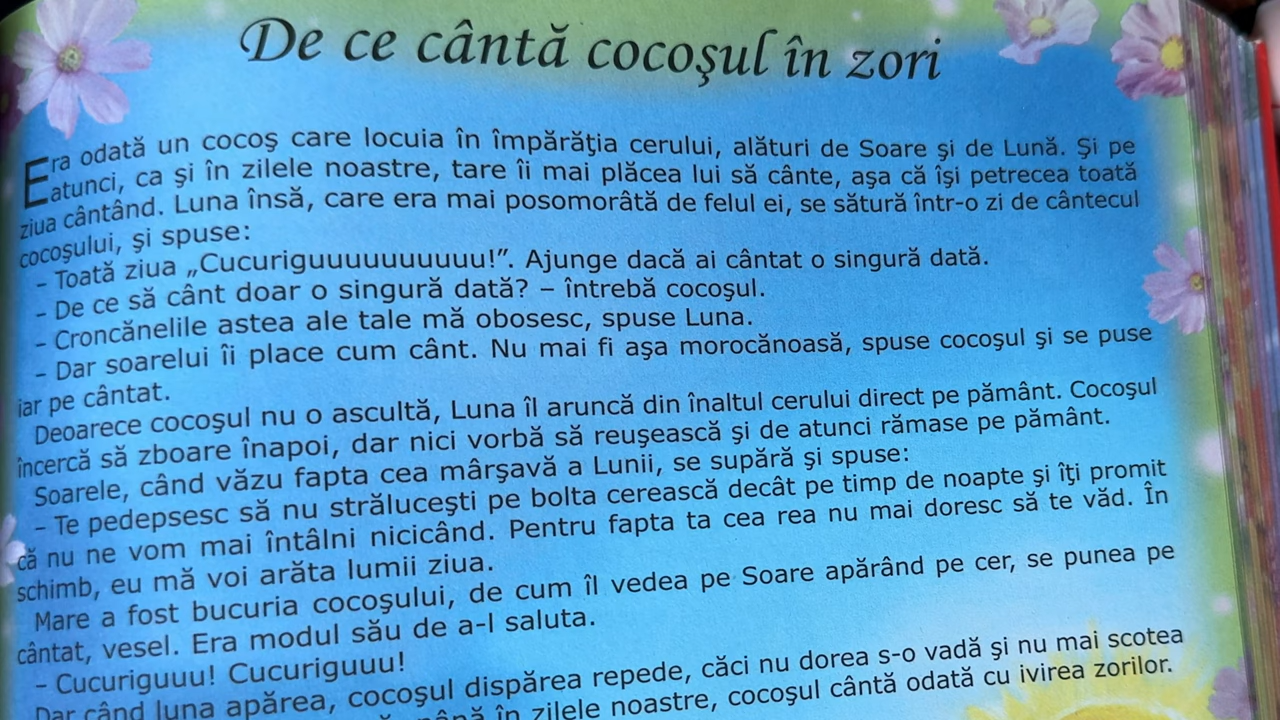 De ce cântă cocoşul în zori
Era odată un cocoş care locuia în împărăţia cerului, alături de Soare şi de Lună. Şi pe
atunci, ca şi în zilele noastre, tare îi mai plăcea lui să cânte, aşa că îşi petrecea toată
ziua cântând. Luna însă, care era mai posomorâtă de felul ei, se sătură într-o zi de cântecul
cocoşului, şi spuse:
– Toată ziua „Cucuriguuuuuuuuuu!”. Ajunge dacă ai cântat o singură dată.
– De ce să cânt doar o singură dată? – întrebă cocoşul.
– Croncănelile astea ale tale mă obosesc, spuse Luna.
– Dar soarelui îi place cum cânt. Nu mai fi aşa morocănoasă, spuse cocoşul şi se puse
iar pe cântat.
Deoarece cocoşul nu o ascultă, Luna îl aruncă din înaltul cerului direct pe pământ. Cocoşul
încercă să zboare înapoi, dar nici vorbă să reuşească şi de atunci rămase pe pământ.
Soarele, când văzu fapta cea mârşavă a Lunii, se supără şi spuse:
– Te pedepsesc să nu străluceşti pe bolta cerească decât pe timp de noapte şi îţi promit
că nu ne vom mai întâlni nicicând. Pentru fapta ta cea rea nu mai doresc să te văd. În
schimb, eu mă voi arăta lumii ziua.
Mare a fost bucuria cocoşului, de cum îl vedea pe Soare apărând pe cer, se punea pe
cântat, vesel. Era modul său de a-l saluta.
– Cucuriguuu! Cucuriguuu!
Dar când luna apărea, cocoşul dispărea repede, căci nu dorea s-o vadă şi nu mai scotea
până în zilele noastre, cocoşul cântă odată cu ivirea zorilor.